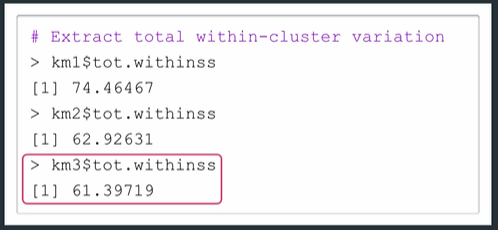 # Extract total within-cluster variation
> km1$tot.withinss
[1] 74.46467
> km2$tot.withinss
[1] 62.92631
> km3$tot.withinss
[1] 61.39719